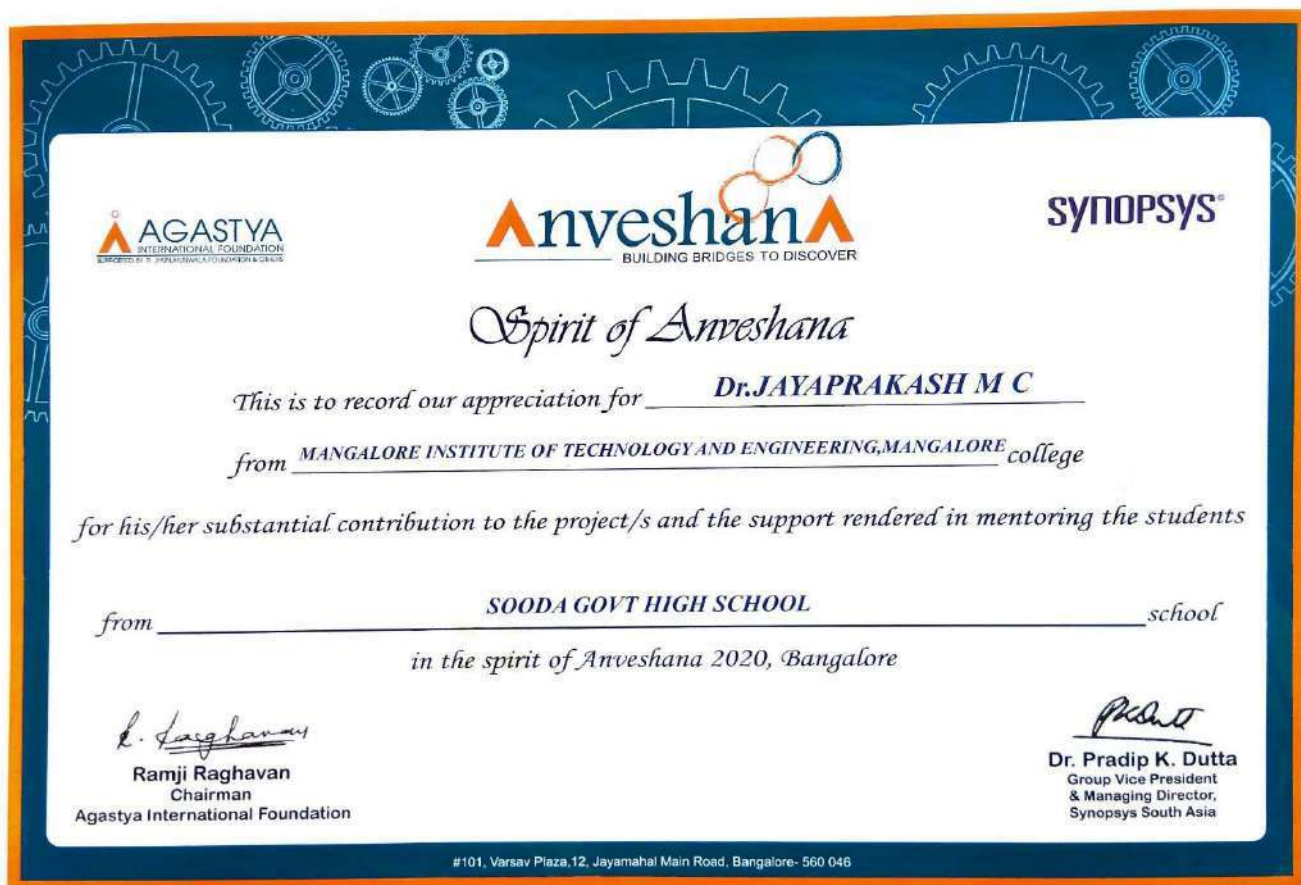 AGASTYA
INTERNATIONAL FOUNDATION
AnveshanA
BUILDING BRIDGES TO DISCOVER
SYNOPSYS®
Spirit of Anveshana
This is to record our appreciation for Dr.JAYAPRAKASH M C
from MANGALORE INSTITUTE OF TECHNOLOGY AND ENGINEERING,MANGALORE college
for his/her substantial contribution to the project/s and the support rendered in mentoring the students
from SOODA GOVT HIGH SCHOOL school
in the spirit of Anveshana 2020, Bangalore
Ramji Raghavan
Chairman
Agastya International Foundation
Dr. Pradip K. Dutta
Group Vice President
& Managing Director,
Synopsys South Asia
#101, Varsav Plaza,12, Jayamahal Main Road, Bangalore- 560 046